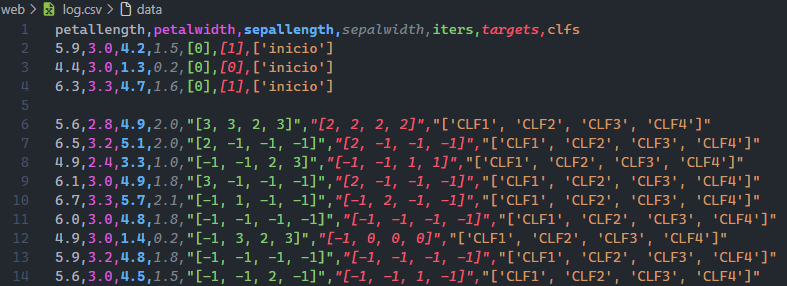 web > log.csv > data
1 petallength,petalwidth,sepallength,sepalwidth,iters,targets,clfs
2 5.9,3.0,4.2,1.5,[0],[1],['inicio']
3 4.4,3.0,1.3,0.2,[0],[0],['inicio']
4 6.3,3.3,4.7,1.6,[0],[1],['inicio']
5
6 5.6,2.8,4.9,2.0,"[3, 3, 2, 3]","[2, 2, 2, 2]","['CLF1', 'CLF2', 'CLF3', 'CLF4']"
7 6.5,3.2,5.1,2.0,"[2, -1, -1, -1]","[2, -1, -1, -1]","['CLF1', 'CLF2', 'CLF3', 'CLF4']"
8 4.9,2.4,3.3,1.0,"[-1, -1, 2, 3]","[-1, -1, 1, 1]","['CLF1', 'CLF2', 'CLF3', 'CLF4']"
9 6.1,3.0,4.9,1.8,"[3, -1, -1, -1]","[2, -1, -1, -1]","['CLF1', 'CLF2', 'CLF3', 'CLF4']"
10 6.7,3.3,5.7,2.1,"[-1, 1, -1, -1]","[-1, 2, -1, -1]","['CLF1', 'CLF2', 'CLF3', 'CLF4']"
11 6.0,3.0,4.8,1.8,"[-1, -1, -1, -1]","[-1, -1, -1, -1]","['CLF1', 'CLF2', 'CLF3', 'CLF4']"
12 4.9,3.0,1.4,0.2,"[-1, 3, 2, 3]","[-1, 0, 0, 0]","['CLF1', 'CLF2', 'CLF3', 'CLF4']"
13 5.9,3.2,4.8,1.8,"[-1, -1, -1, -1]","[-1, -1, -1, -1]","['CLF1', 'CLF2', 'CLF3', 'CLF4']"
14 5.6,3.0,4.5,1.5,"[-1, -1, 2, -1]","[-1, -1, 1, -1]","['CLF1', 'CLF2', 'CLF3', 'CLF4']"